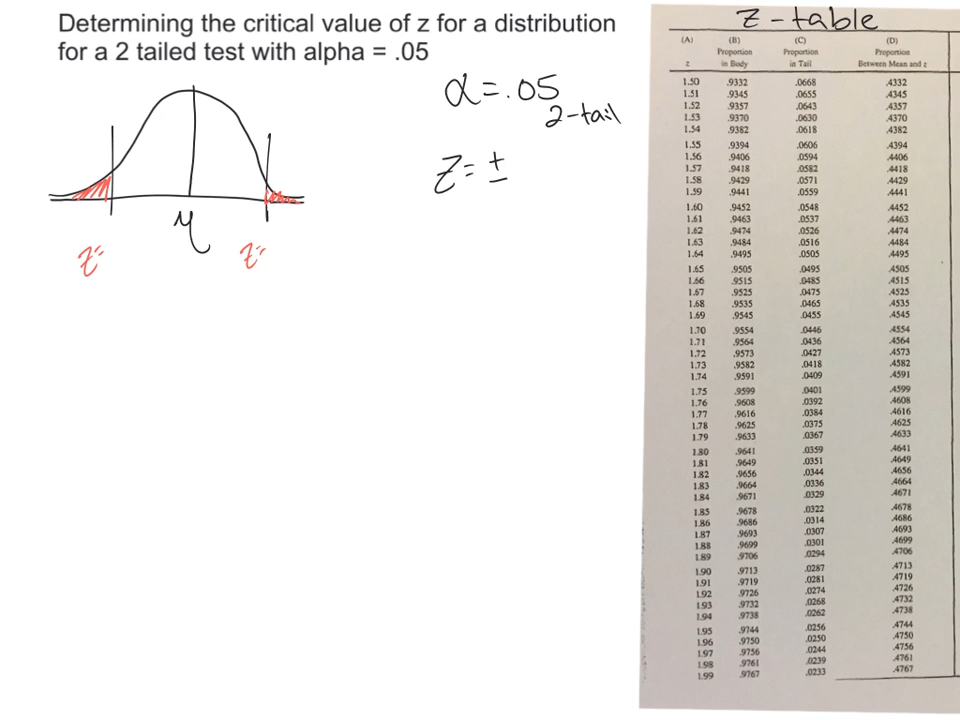 Determining the critical value of z for a distribution
for a 2 tailed test with alpha = .05
α = .05
2-tail
z = ±
μ
z=
z=
z-table
(A) (B) (C) (D)
Proportion Proportion Proportion
z in Body in Tail Between Mean and z
1.50 .9332 .0668 .4332
1.51 .9345 .0655 .4345
1.52 .9357 .0643 .4357
1.53 .9370 .0630 .4370
1.54 .9382 .0618 .4382
1.55 .9394 .0606 .4394
1.56 .9406 .0594 .4406
1.57 .9418 .0582 .4418
1.58 .9429 .0571 .4429
1.59 .9441 .0559 .4441
1.60 .9452 .0548 .4452
1.61 .9463 .0537 .4463
1.62 .9474 .0526 .4474
1.63 .9484 .0516 .4484
1.64 .9495 .0505 .4495
1.65 .9505 .0495 .4505
1.66 .9515 .0485 .4515
1.67 .9525 .0475 .4525
1.68 .9535 .0465 .4535
1.69 .9545 .0455 .4545
1.70 .9554 .0446 .4554
1.71 .9564 .0436 .4564
1.72 .9573 .0427 .4573
1.73 .9582 .0418 .4582
1.74 .9591 .0409 .4591
1.75 .9599 .0401 .4599
1.76 .9608 .0392 .4608
1.77 .9616 .0384 .4616
1.78 .9625 .0375 .4625
1.79 .9633 .0367 .4633
1.80 .9641 .0359 .4641
1.81 .9649 .0351 .4649
1.82 .9656 .0344 .4656
1.83 .9664 .0336 .4664
1.84 .9671 .0329 .4671
1.85 .9678 .0322 .4678
1.86 .9686 .0314 .4686
1.87 .9693 .0307 .4693
1.88 .9699 .0301 .4699
1.89 .9706 .0294 .4706
1.90 .9713 .0287 .4713
1.91 .9719 .0281 .4719
1.92 .9726 .0274 .4726
1.93 .9732 .0268 .4732
1.94 .9738 .0262 .4738
1.95 .9744 .0256 .4744
1.96 .9750 .0250 .4750
1.97 .9756 .0244 .4756
1.98 .9761 .0239 .4761
1.99 .9767 .0233 .4767